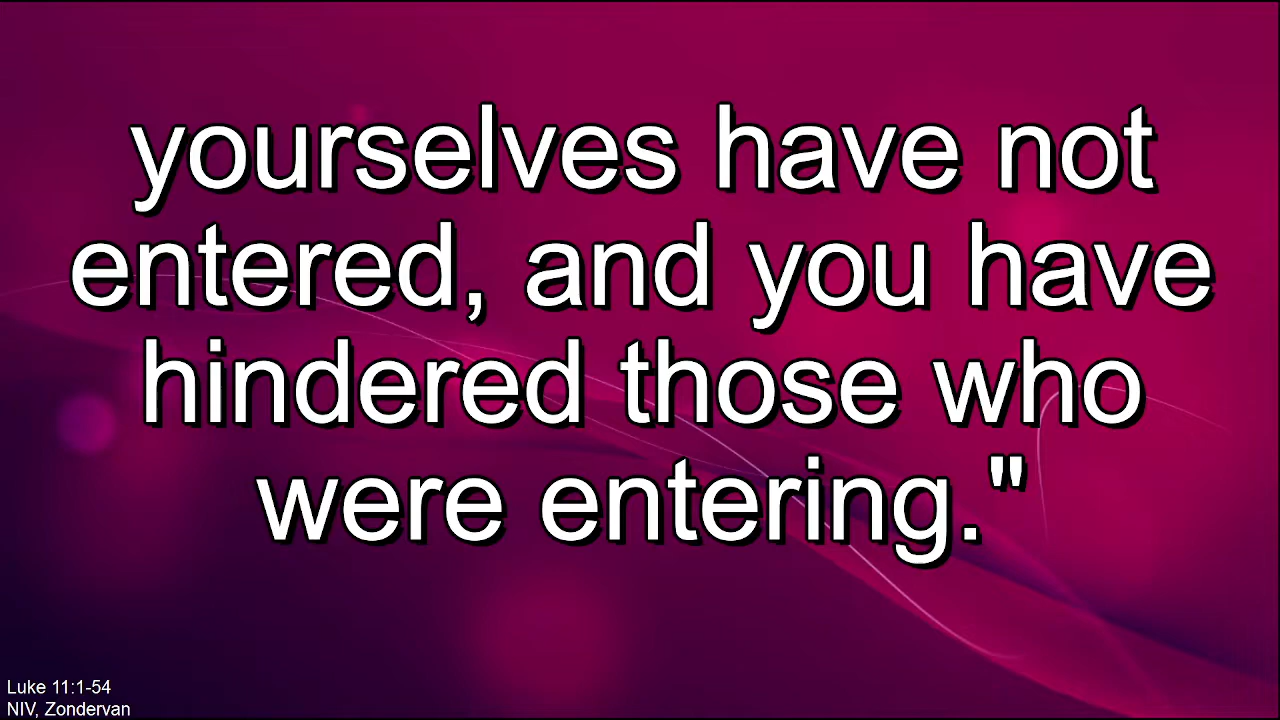 yourselves have not
entered, and you have
hindered those who
were entering."
Luke 11:1-54
NIV, Zondervan